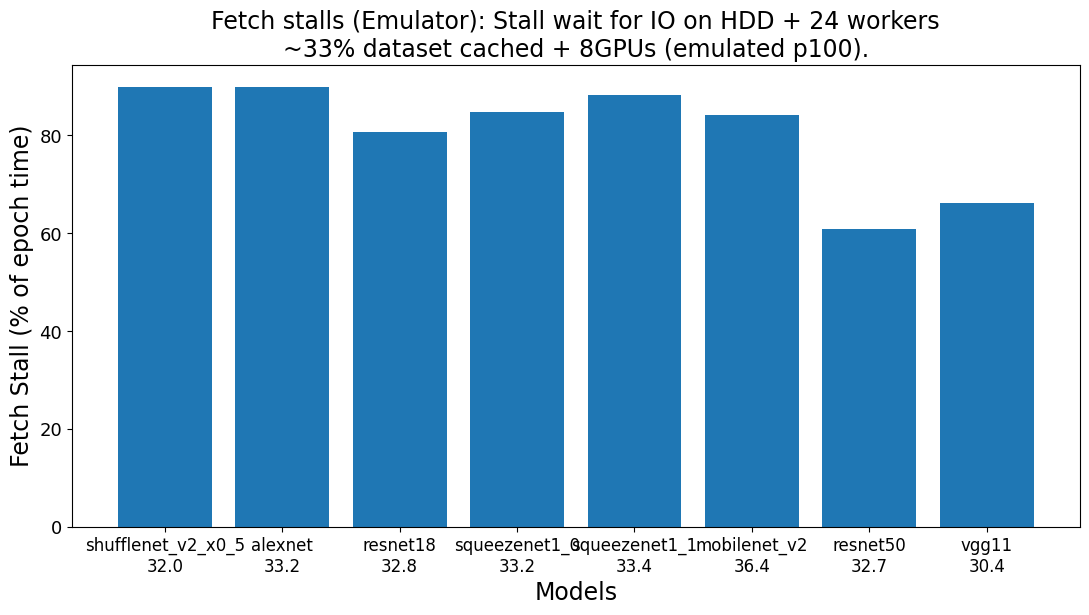 Fetch stalls (Emulator): Stall wait for IO on HDD + 24 workers
~33% dataset cached + 8GPUs (emulated p100).
Fetch Stall (% of epoch time)
80
60
40
20
0
shufflenet_v2_x0_5 alexnet resnet18 squeezenet1_0 squeezenet1_1 mobilenet_v2 resnet50 vgg11
32.0 33.2 32.8 33.2 33.4 36.4 32.7 30.4
Models